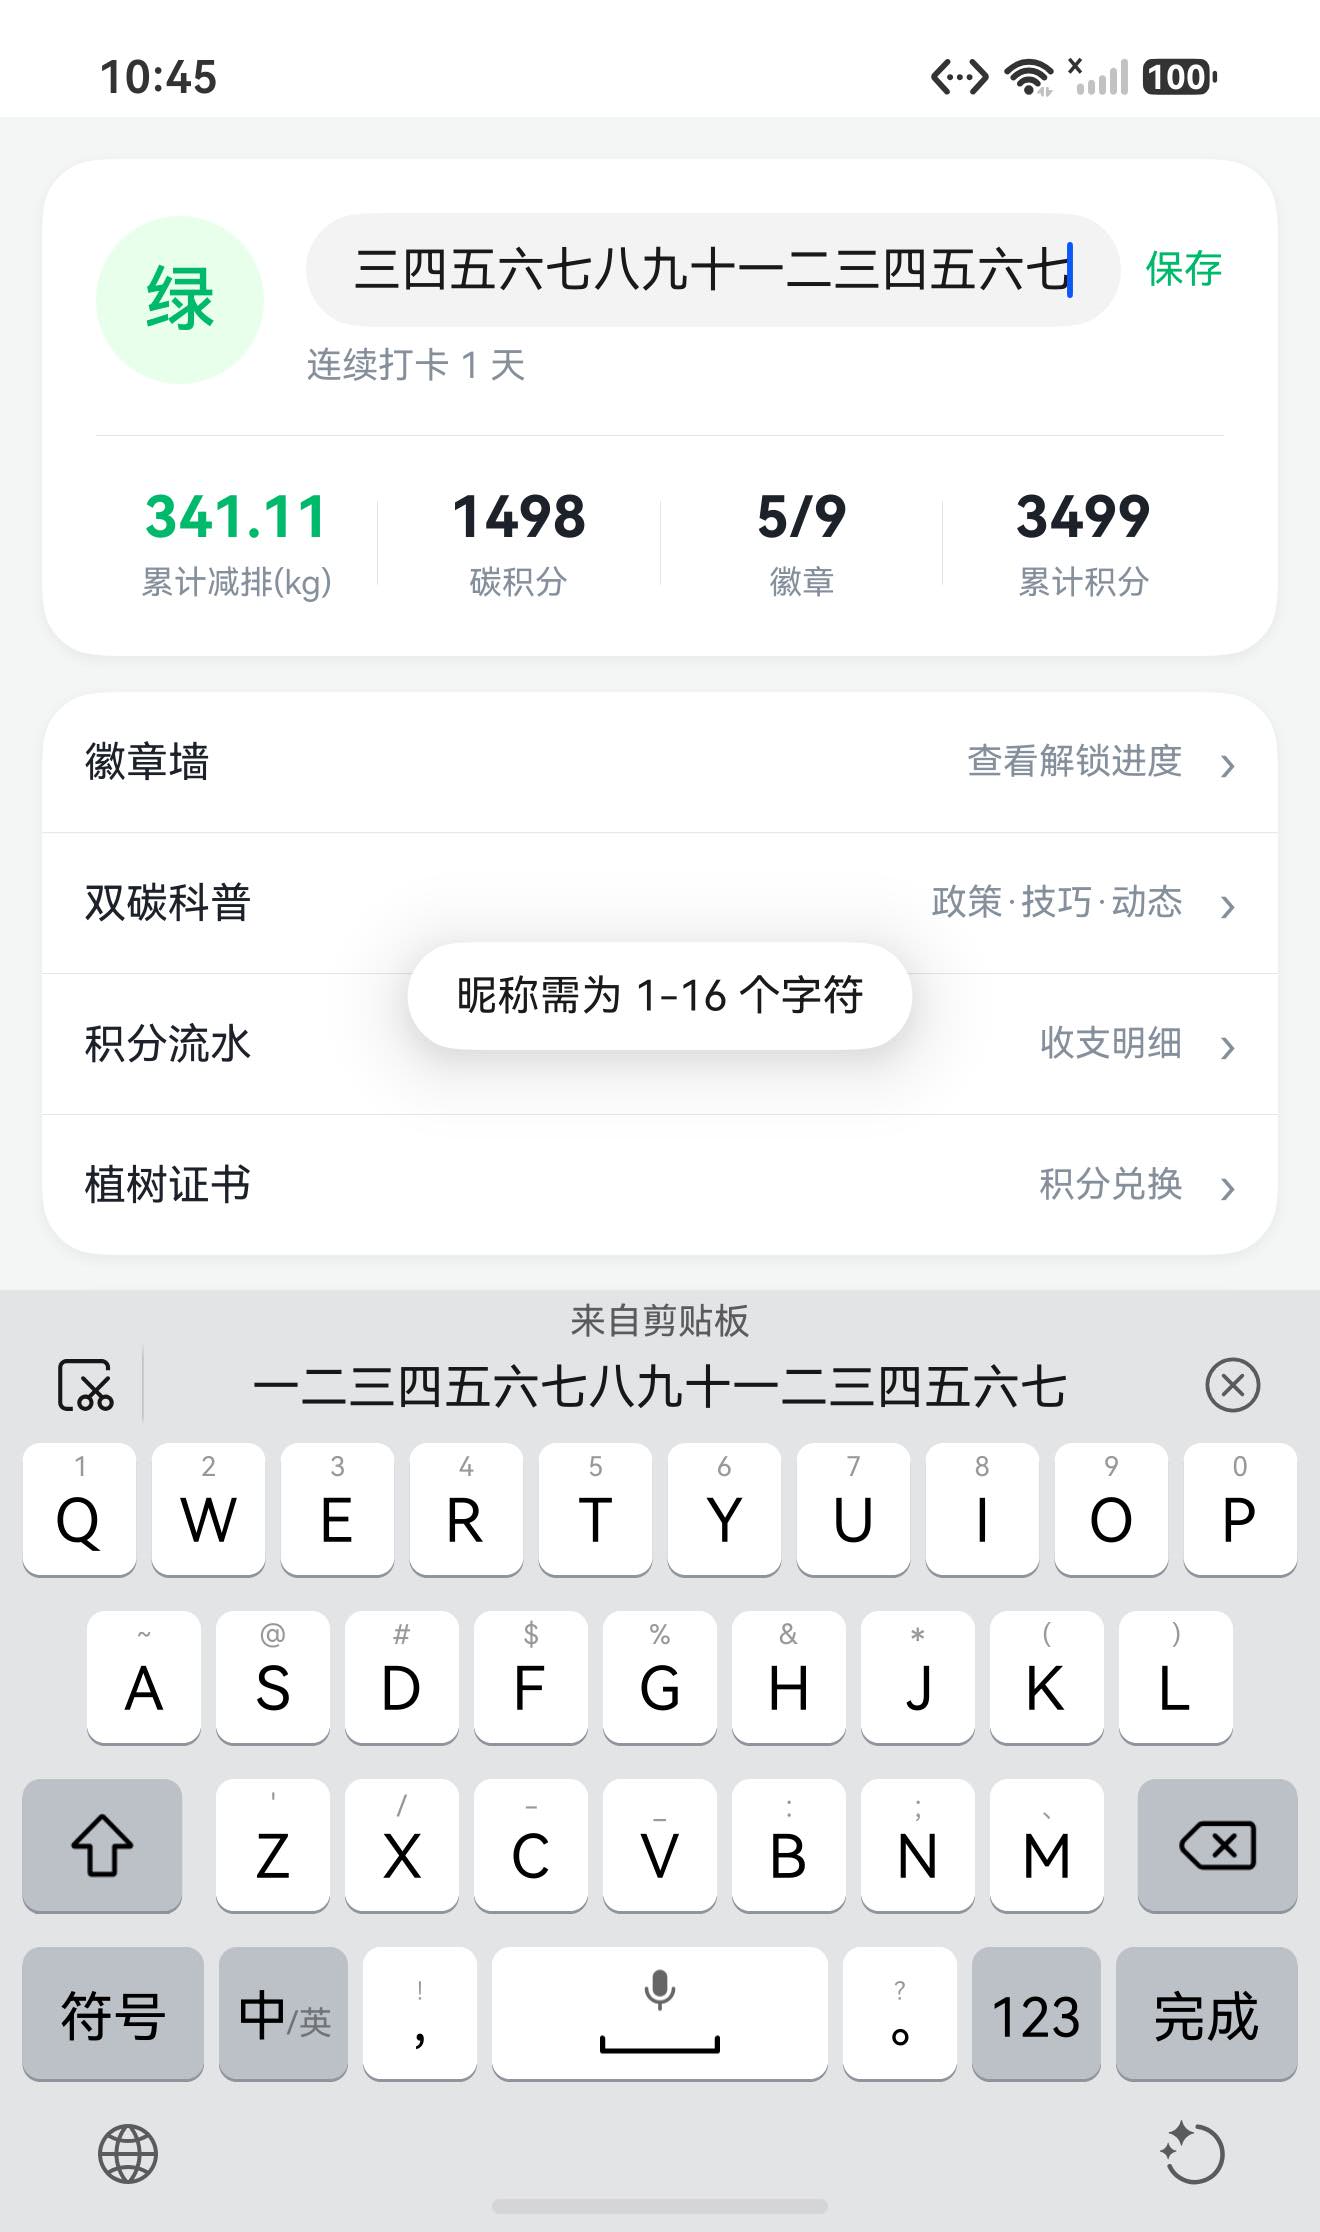 10:45
100
绿
三四五六七八九十一二三四五六七
保存
连续打卡 1 天
341.11
1498
5/9
3499
累计减排(kg)
碳积分
徽章
累计积分
徽章墙
查看解锁进度 ›
双碳科普
政策·技巧·动态 ›
昵称需为 1-16 个字符
积分流水
收支明细 ›
植树证书
积分兑换 ›
来自剪贴板
一二三四五六七八九十一二三四五六七
1 2 3 4 5 6 7 8 9 0
Q W E R T Y U I O P
~ @ # $ % & * ( )
A S D F G H J K L
' / - _ : ; 、
Z X C V B N M
! ?
符号 中/英 , 。 123 完成